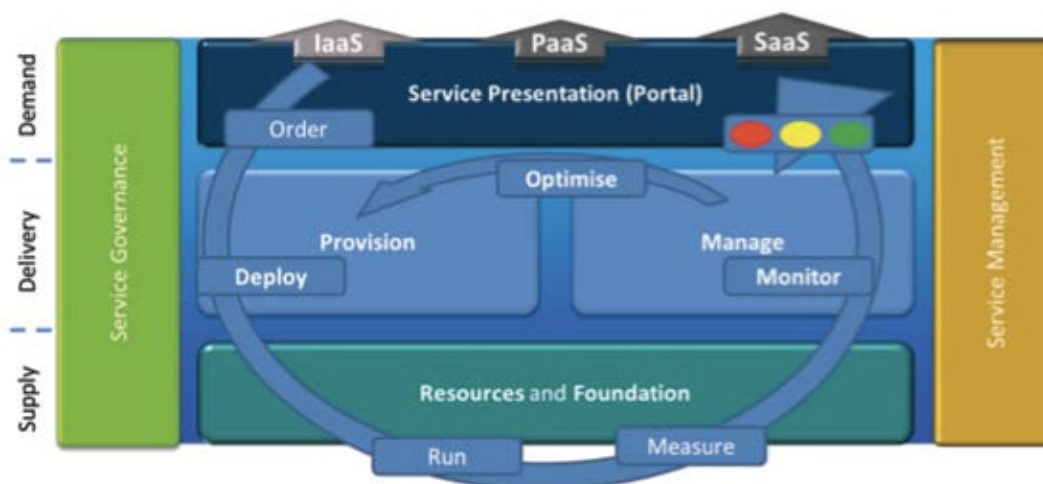 IaaS
PaaS
SaaS
Demand
Service Presentation (Portal)
Order
Service Governance
Service Management
Delivery
Optimise
Provision
Manage
Deploy
Monitor
Supply
Resources and Foundation
Run
Measure